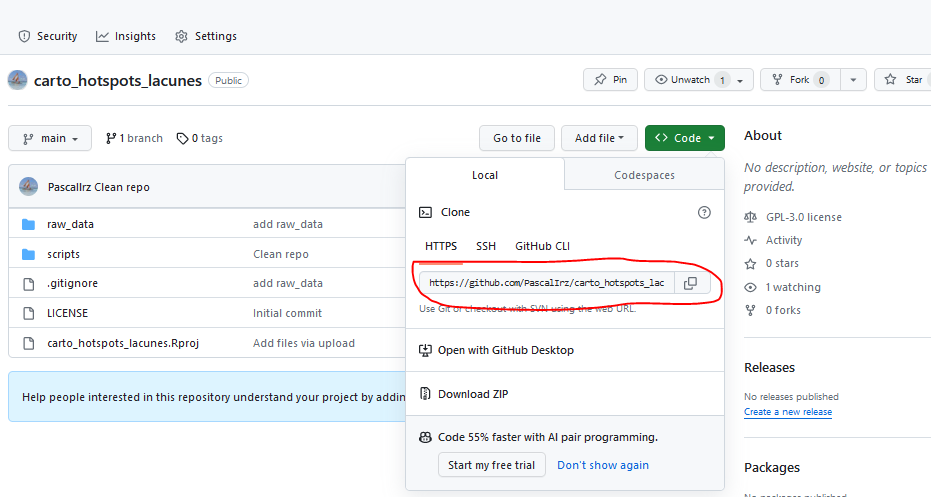 Security Insights Settings
carto_hotspots_lacunes Public
Pin Unwatch 1 Fork 0 Star
main 1 branch 0 tags Go to file Add file <> Code
PascalIrz Clean repo
raw_data add raw_data
scripts Clean repo
.gitignore add raw_data
LICENSE Initial commit
carto_hotspots_lacunes.Rproj Add files via upload
Help people interested in this repository understand your project by addin
Local Codespaces
Clone
HTTPS SSH GitHub CLI
https://github.com/PascalIrz/carto_hotspots_lac
Use Git or checkout with SVN using the web URL.
Open with GitHub Desktop
Download ZIP
Code 55% faster with AI pair programming.
Start my free trial Don't show again
About
No description, website, or topics
provided.
GPL-3.0 license
Activity
0 stars
1 watching
0 forks
Releases
No releases published
Create a new release
Packages
No packages published